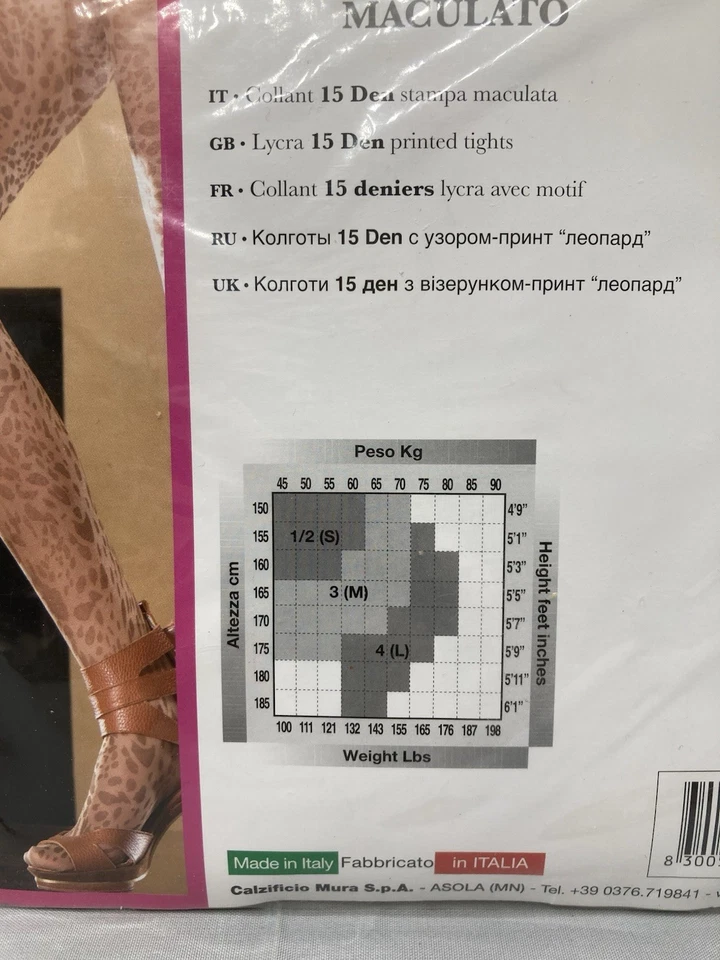 MACULATO
IT • Collant 15 Den stampa maculata
GB • Lycra 15 Den printed tights
FR • Collant 15 deniers lycra avec motif
RU • Колготы 15 Den с узором-принт “леопард”
UK • Колготи 15 ден з візерунком-принт “леопард”
Peso Kg
45 50 55 60 65 70 75 80 85 90
150 4'9"
155 1/2 (S) 5'1"
160 5'3"
165 3 (M) 5'5"
170 5'7"
175 4 (L) 5'9"
180 5'11"
185 6'1"
Altezza cm
Height feet inches
100 111 121 132 143 155 165 176 187 198
Weight Lbs
Made in Italy Fabbricato in ITALIA
Calzificio Mura S.p.A. - ASOLA (MN) - Tel. +39 0376.719841 -
8 300